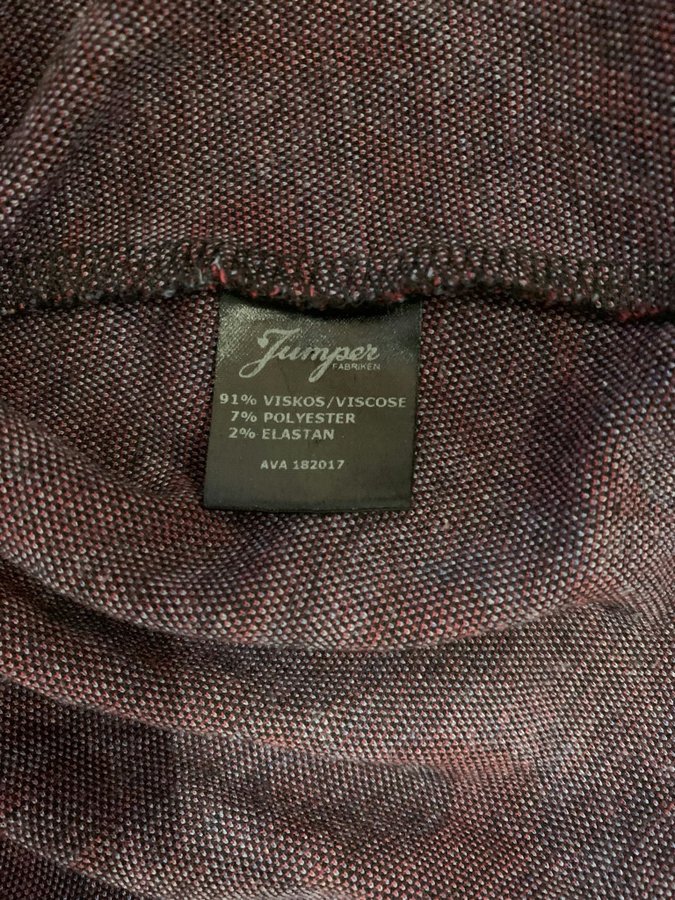 Jumper
FABRIKEN
91% VISKOS/VISCOSE
7% POLYESTER
2% ELASTAN
AVA 182017